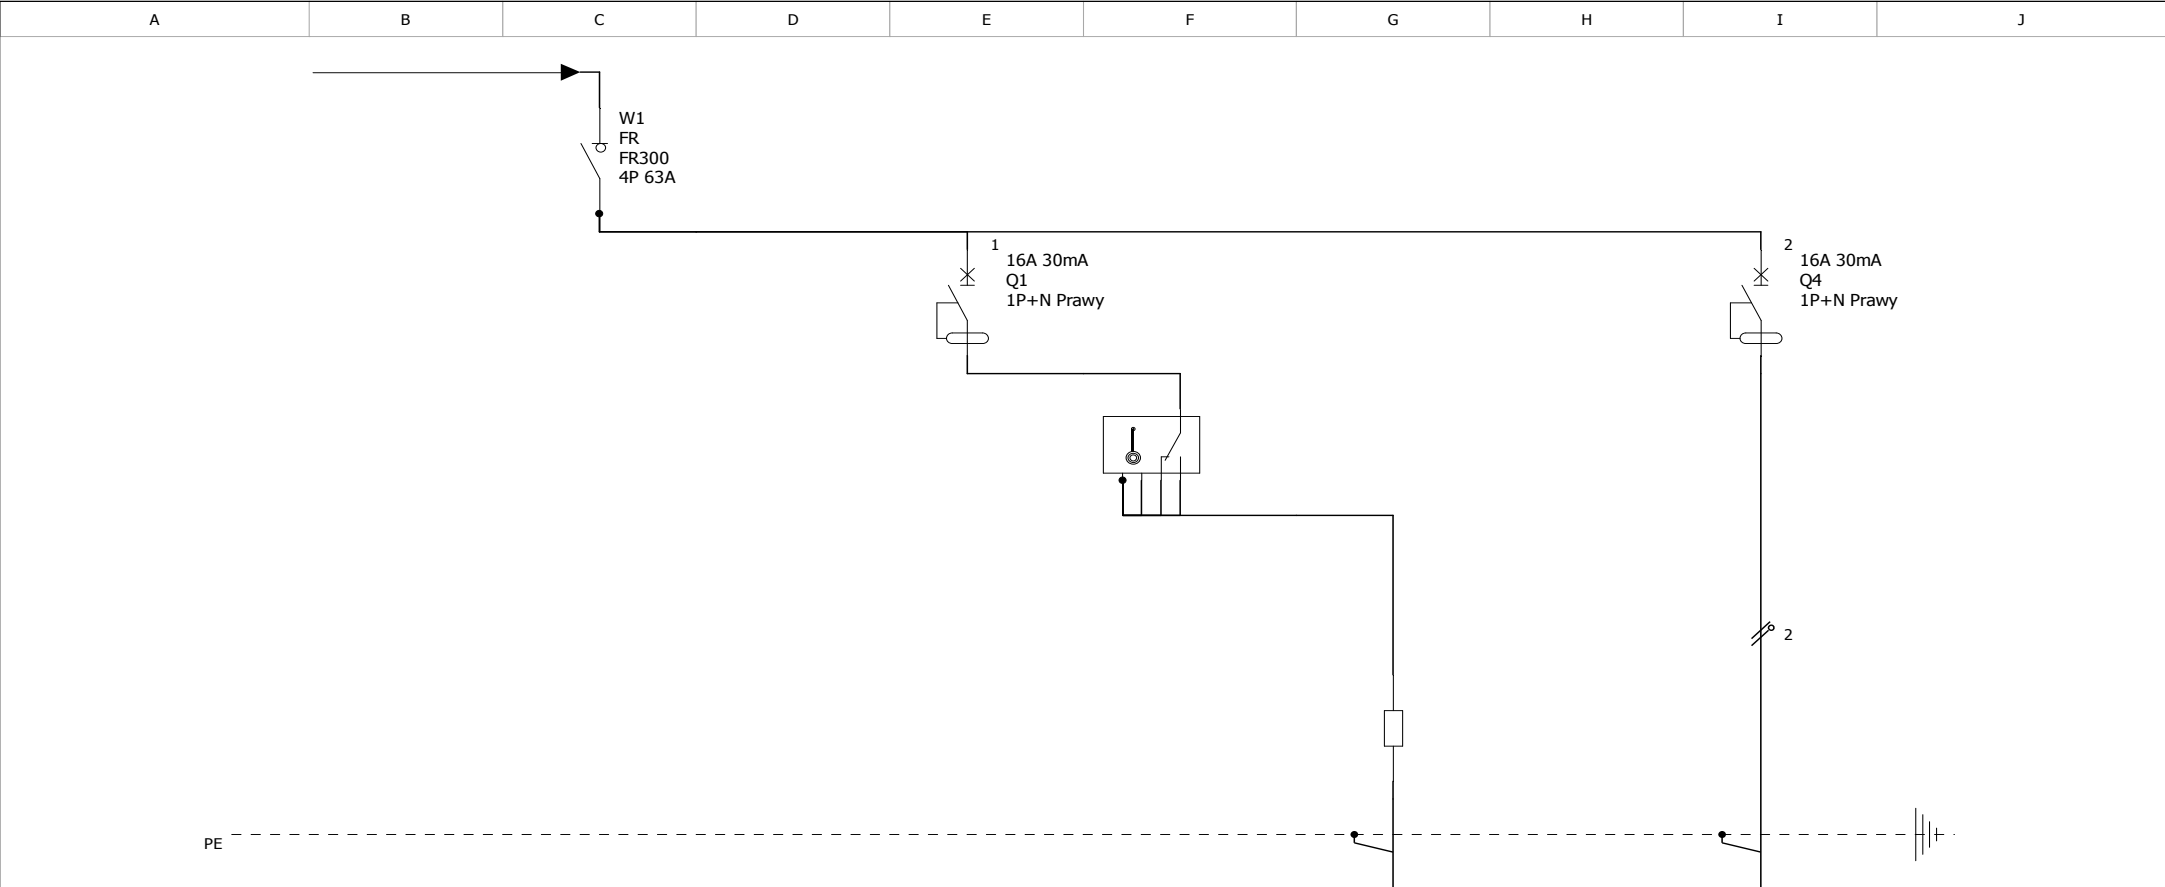 A B C D E F G H I J
W1
FR
FR300
4P 63A
1
16A 30mA
Q1
1P+N Prawy
2
16A 30mA
Q4
1P+N Prawy
2
PE